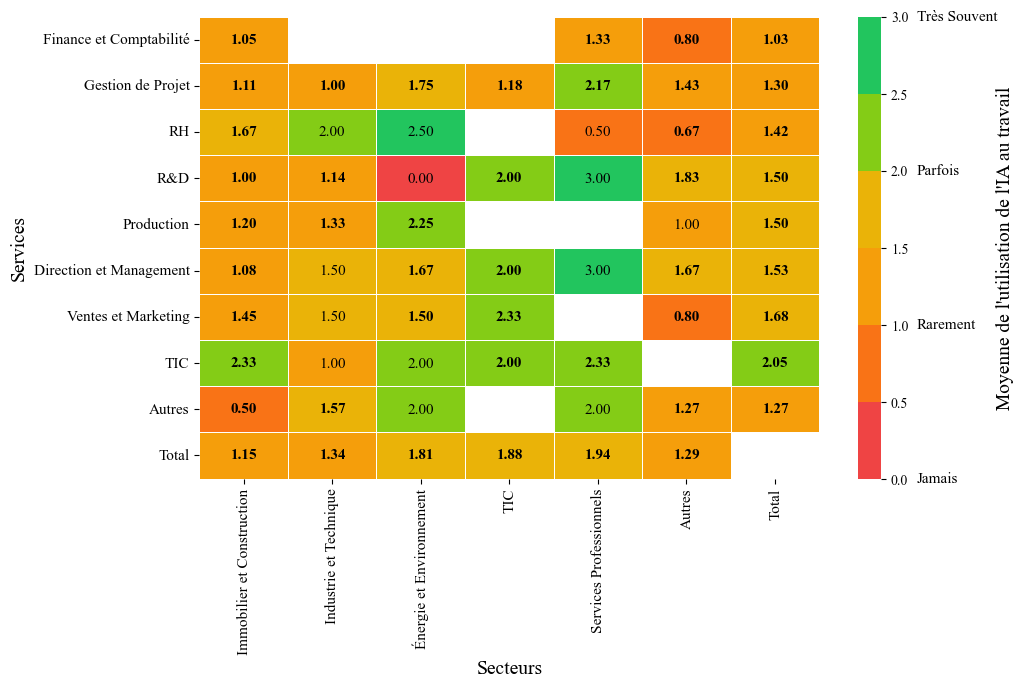 Services
Finance et Comptabilité 1.05 1.33 0.80 1.03
Gestion de Projet 1.11 1.00 1.75 1.18 2.17 1.43 1.30
RH 1.67 2.00 2.50 0.50 0.67 1.42
R&D 1.00 1.14 0.00 2.00 3.00 1.83 1.50
Production 1.20 1.33 2.25 1.00 1.50
Direction et Management 1.08 1.50 1.67 2.00 3.00 1.67 1.53
Ventes et Marketing 1.45 1.50 1.50 2.33 0.80 1.68
TIC 2.33 1.00 2.00 2.00 2.33 2.05
Autres 0.50 1.57 2.00 2.00 1.27 1.27
Total 1.15 1.34 1.81 1.88 1.94 1.29
Immobilier et Construction
Industrie et Technique
Énergie et Environnement
TIC
Services Professionnels
Autres
Total
Secteurs
3.0 Très Souvent
2.5
2.0 Parfois
1.5
1.0 Rarement
0.5
0.0 Jamais
Moyenne de l'utilisation de l'IA au travail